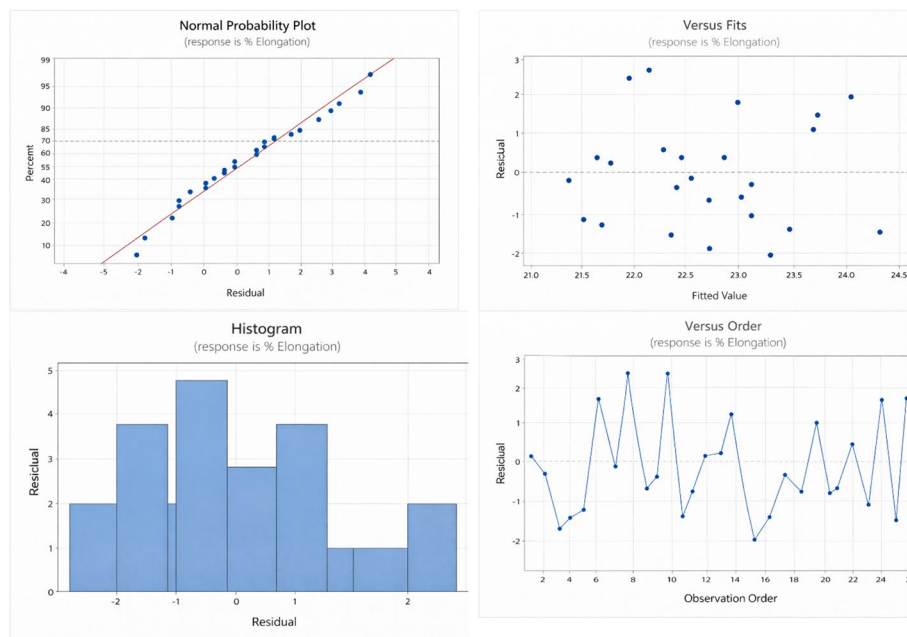 Normal Probability Plot
(response is % Elongation)
99
95
90
85
70
60
55
40
30
20
10
Percent
-4 -5 -2 -1 0 0 1 2 3 4 5 4
Residual
Versus Fits
(response is % Elongation)
3
2
1
0
-1
-2
Residual
21.0 21.5 22.0 22.5 23.0 23.5 24.0 24.5
Fitted Value
Histogram
(response is % Elongation)
5
4
3
2
1
0
Residual
-2 -1 0 1 2
Residual
Versus Order
(response is % Elongation)
3
2
1
0
-1
-2
Residual
2 4 6 8 10 12 14 16 18 20 22 24
Observation Order